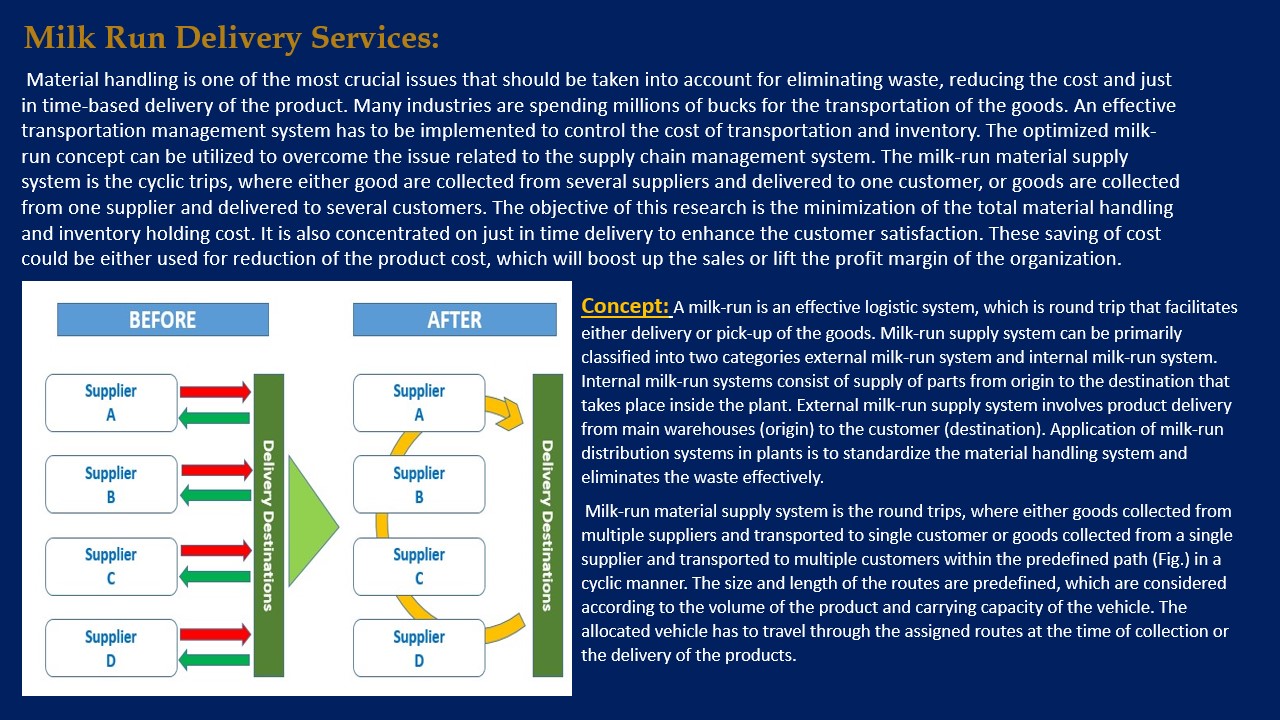 Milk Run Delivery Services:
Material handling is one of the most crucial issues that should be taken into account for eliminating waste, reducing the cost and just
in time-based delivery of the product. Many industries are spending millions of bucks for the transportation of the goods. An effective
transportation management system has to be implemented to control the cost of transportation and inventory. The optimized milk-
run concept can be utilized to overcome the issue related to the supply chain management system. The milk-run material supply
system is the cyclic trips, where either good are collected from several suppliers and delivered to one customer, or goods are collected
from one supplier and delivered to several customers. The objective of this research is the minimization of the total material handling
and inventory holding cost. It is also concentrated on just in time delivery to enhance the customer satisfaction. These saving of cost
could be either used for reduction of the product cost, which will boost up the sales or lift the profit margin of the organization.
BEFORE
Supplier
A
Supplier
B
Supplier
C
Supplier
D
Delivery Destinations
AFTER
Supplier
A
Supplier
B
Supplier
C
Supplier
D
Delivery Destinations
Concept: A milk-run is an effective logistic system, which is round trip that facilitates
either delivery or pick-up of the goods. Milk-run supply system can be primarily
classified into two categories external milk-run system and internal milk-run system.
Internal milk-run systems consist of supply of parts from origin to the destination that
takes place inside the plant. External milk-run supply system involves product delivery
from main warehouses (origin) to the customer (destination). Application of milk-run
distribution systems in plants is to standardize the material handling system and
eliminates the waste effectively.
Milk-run material supply system is the round trips, where either goods collected from
multiple suppliers and transported to single customer or goods collected from a single
supplier and transported to multiple customers within the predefined path (Fig.) in a
cyclic manner. The size and length of the routes are predefined, which are considered
according to the volume of the product and carrying capacity of the vehicle. The
allocated vehicle has to travel through the assigned routes at the time of collection or
the delivery of the products.